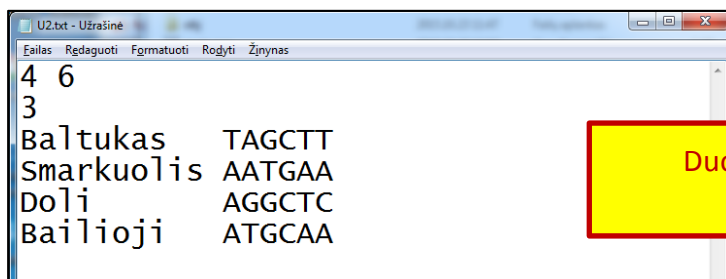 U2.txt - Užrašinė
Failas Redaguoti Formatuoti Rodyti Žinynas
4 6
3
Baltukas TAGCTT
Smarkuolis AATGAA
Doli AGGCTC
Bailioji ATGCAA